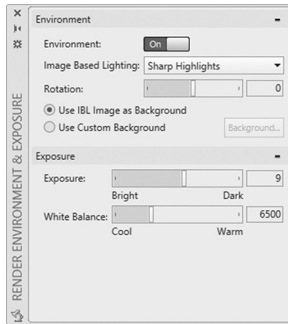 Environment
Environment: On
Image Based Lighting: Sharp Highlights
Rotation: 0
Use IBL Image as Background
Use Custom Background Background...
Exposure
Exposure: 9
Bright Dark
White Balance: 6500
Cool Warm
RENDER ENVIRONMENT & EXPOSURE